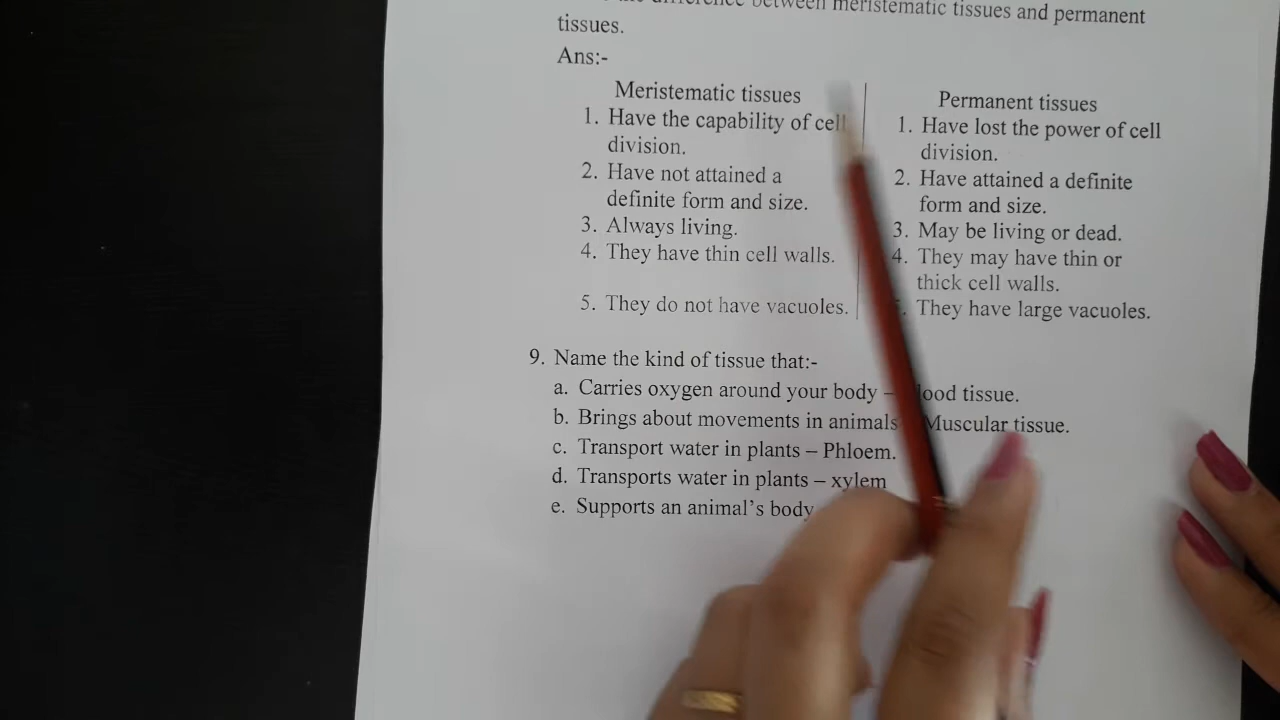 difference between meristematic tissues and permanent
tissues.
Ans:-
Meristematic tissues
1. Have the capability of cell
division.
2. Have not attained a
definite form and size.
3. Always living.
4. They have thin cell walls.
5. They do not have vacuoles.
Permanent tissues
1. Have lost the power of cell
division.
2. Have attained a definite
form and size.
3. May be living or dead.
4. They may have thin or
thick cell walls.
They have large vacuoles.
9. Name the kind of tissue that:-
a. Carries oxygen around your body – tissue.
b. Brings about movements in animals Muscular tissue.
c. Transport water in plants – Phloem.
d. Transports water in plants – xylem
e. Supports an animal's body